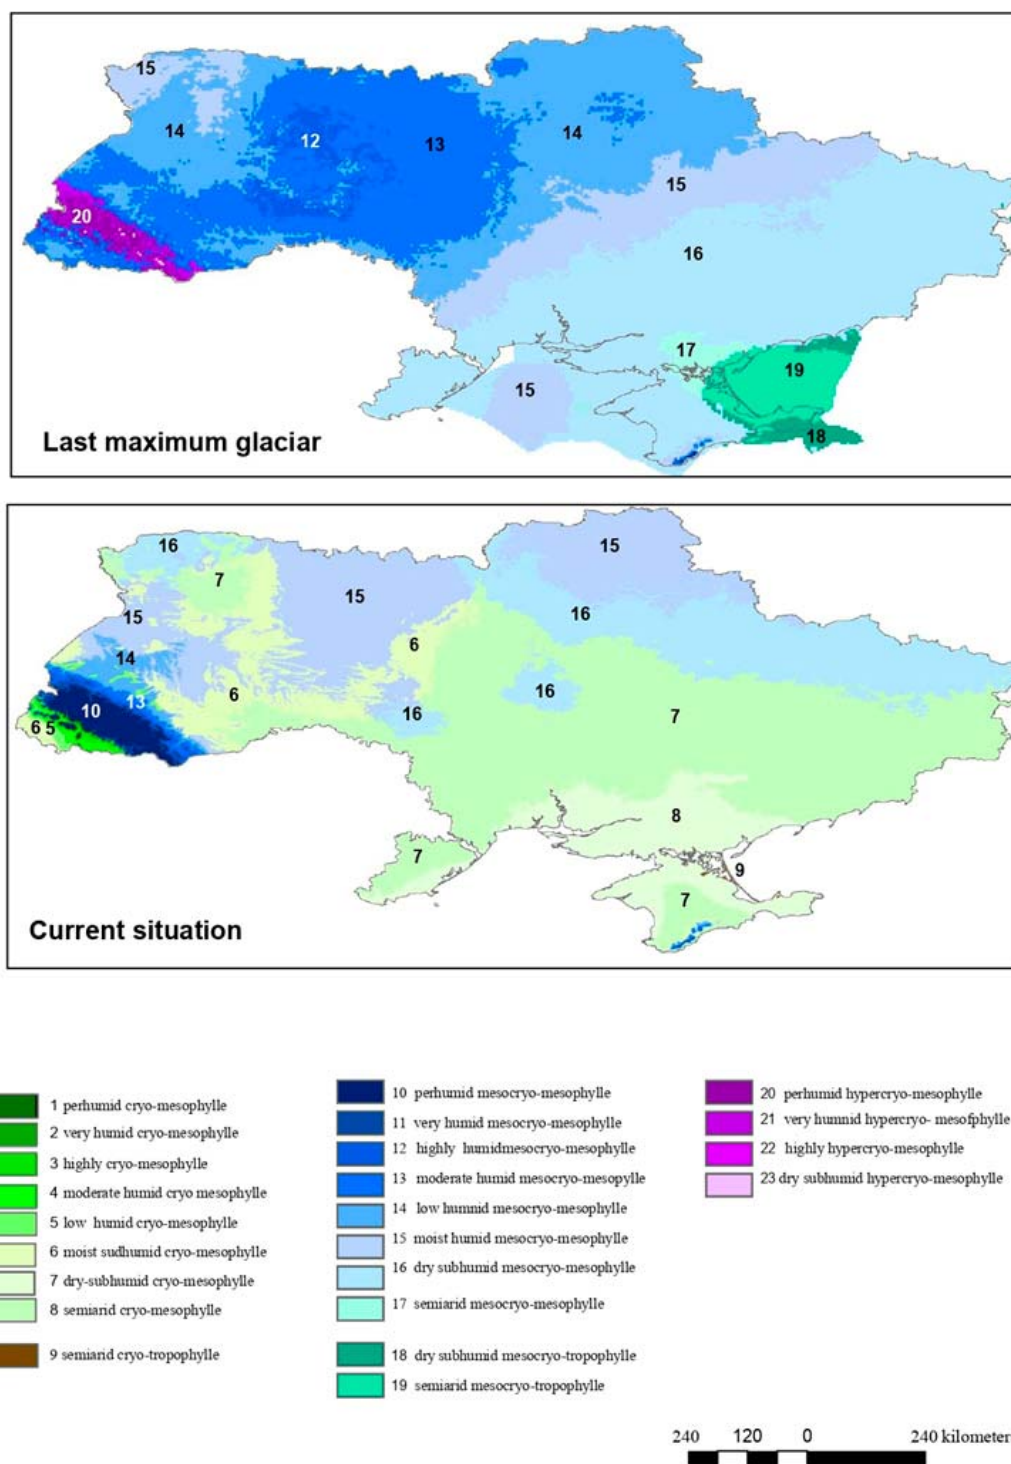 15
14
12
13
14
15
20
16
17
19
15
18
Last maximum glaciar
16
15
7
15
15
16
6
14
16
6
13
10
16
7
6 5
8
7
9
7
Current situation
1 perhumid cryo-mesophylle
2 very humid cryo-mesophylle
3 highly cryo-mesophylle
4 moderate humid cryo mesophylle
5 low humid cryo-mesophylle
6 moist sudhumid cryo-mesophylle
7 dry-subhumid cryo-mesophylle
8 semiarid cryo-mesophylle
9 semiarid cryo-tropophylle
10 perhumid mesocryo-mesophylle
11 very humid mesocryo-mesophylle
12 highly humidmesocryo-mesophylle
13 moderate humid mesocryo-mesopylle
14 low humnid mesocryo-mesophylle
15 moist humid mesocryo-mesophylle
16 dry subhumid mesocryo-mesophylle
17 semiarid mesocryo-mesophylle
18 dry subhumid mesocryo-tropophylle
19 semiarid mesocryo-tropophylle
20 perhumid hypercryo-mesophylle
21 very humnid hypercryo- mesofphylle
22 highly hypercryo-mesophylle
23 dry subhumid hypercryo-mesophylle
240 120 0 240 kilometer